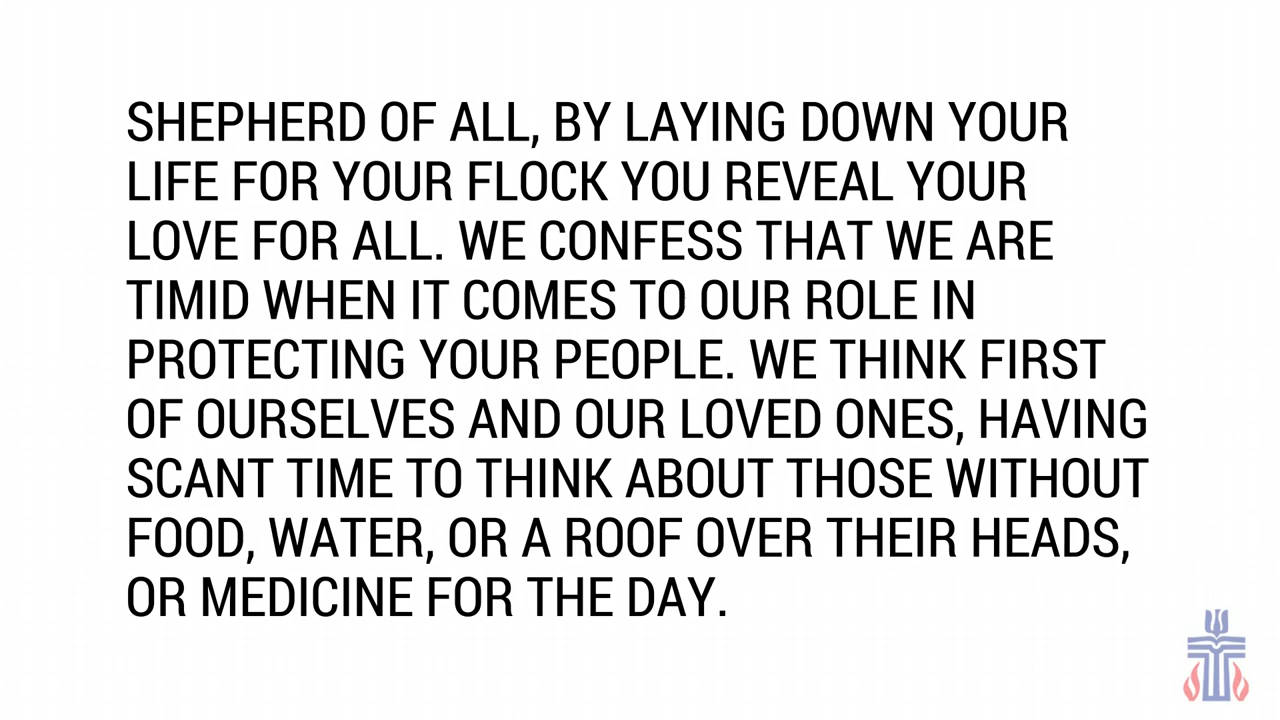 SHEPHERD OF ALL, BY LAYING DOWN YOUR
LIFE FOR YOUR FLOCK YOU REVEAL YOUR
LOVE FOR ALL. WE CONFESS THAT WE ARE
TIMID WHEN IT COMES TO OUR ROLE IN
PROTECTING YOUR PEOPLE. WE THINK FIRST
OF OURSELVES AND OUR LOVED ONES, HAVING
SCANT TIME TO THINK ABOUT THOSE WITHOUT
FOOD, WATER, OR A ROOF OVER THEIR HEADS,
OR MEDICINE FOR THE DAY.